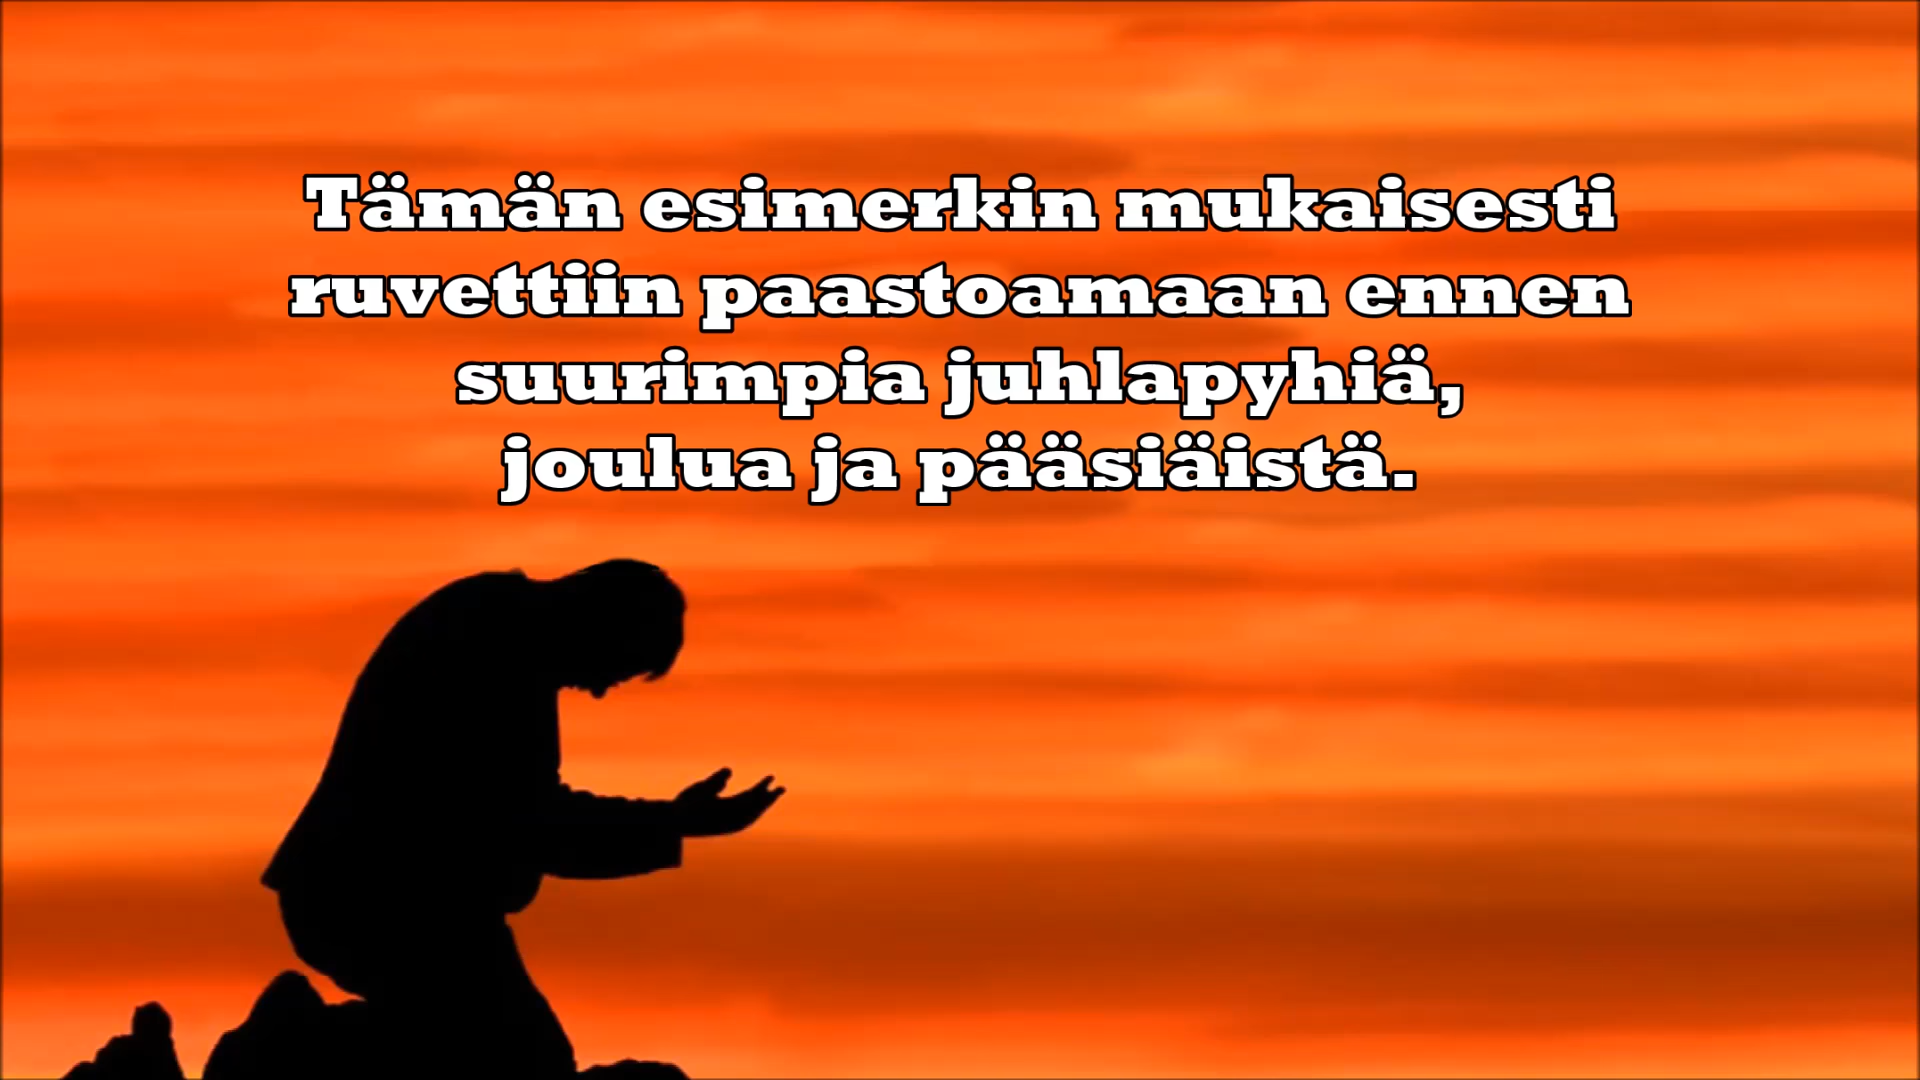 Tämän esimerkin mukaisesti
ruvettiin paastoamaan ennen
suurimpia juhlapyhiä,
joulua ja pääsiäistä.